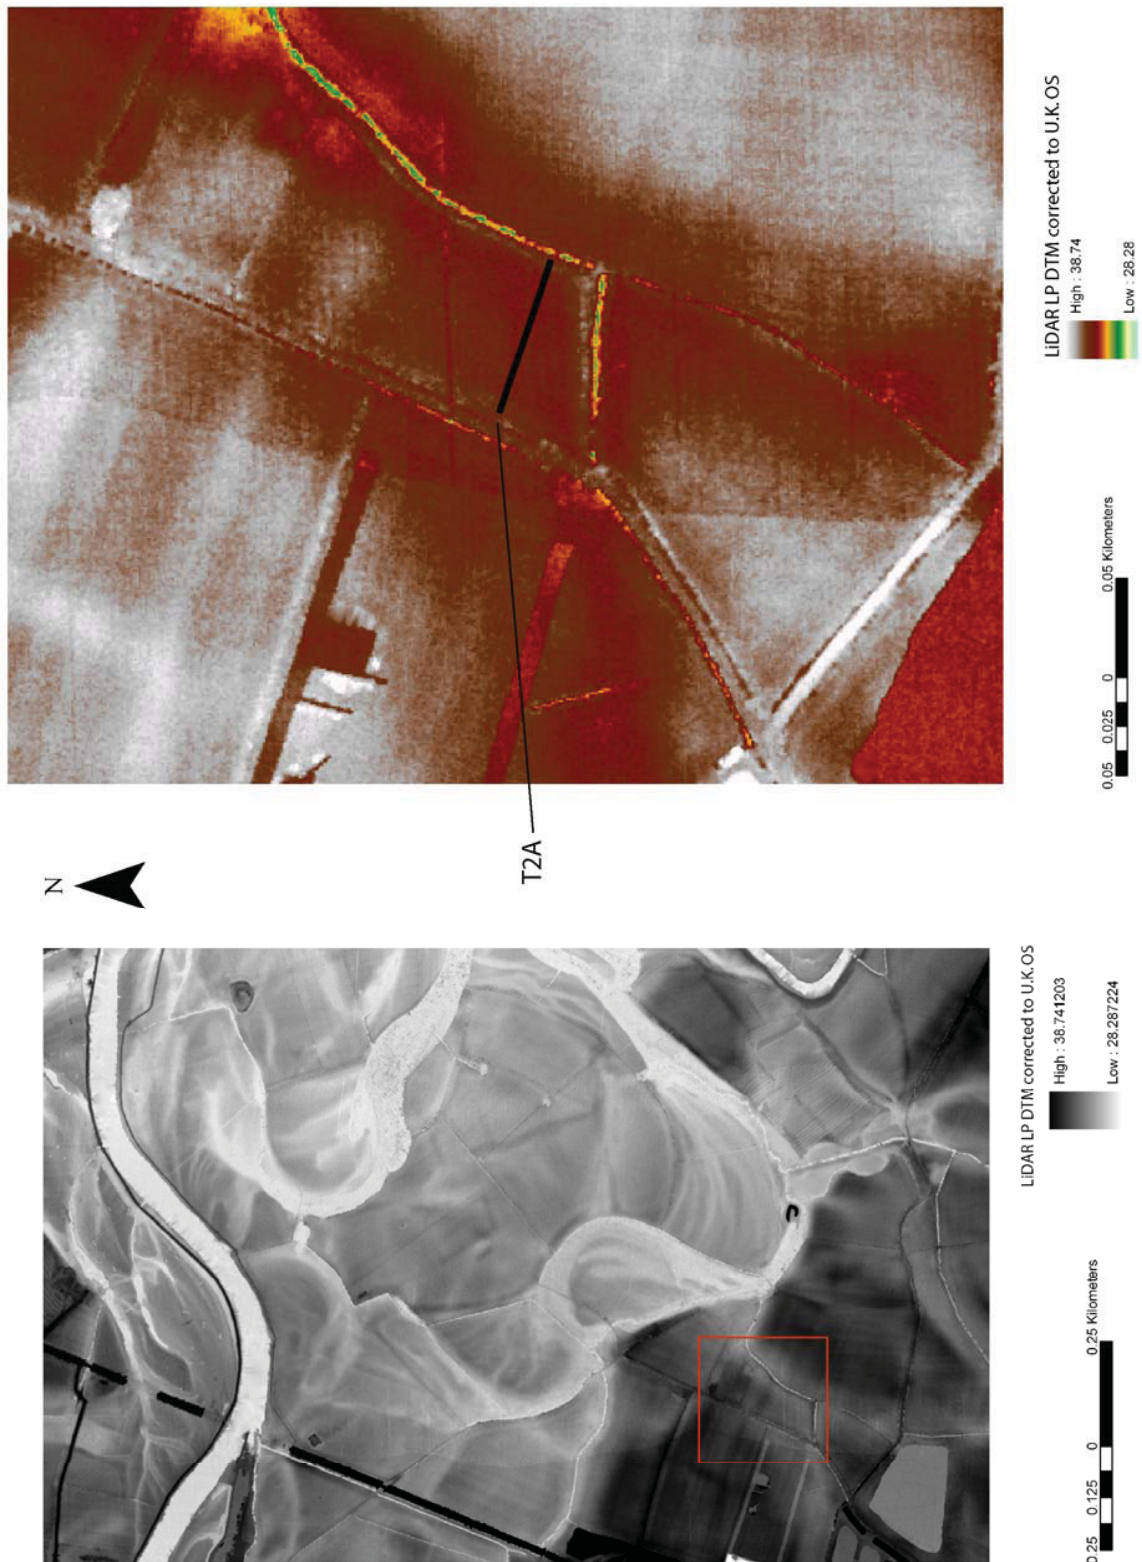 LiDAR LP DTM corrected to U.K.OS
High : 38.74
Low : 28.28
0.05 0.025 0 0.05 Kilometers
T2A
N
LiDAR LP DTM corrected to U.K.OS
High : 38.741203
Low : 28.287224
0.25 0.125 0 0.25 Kilometers